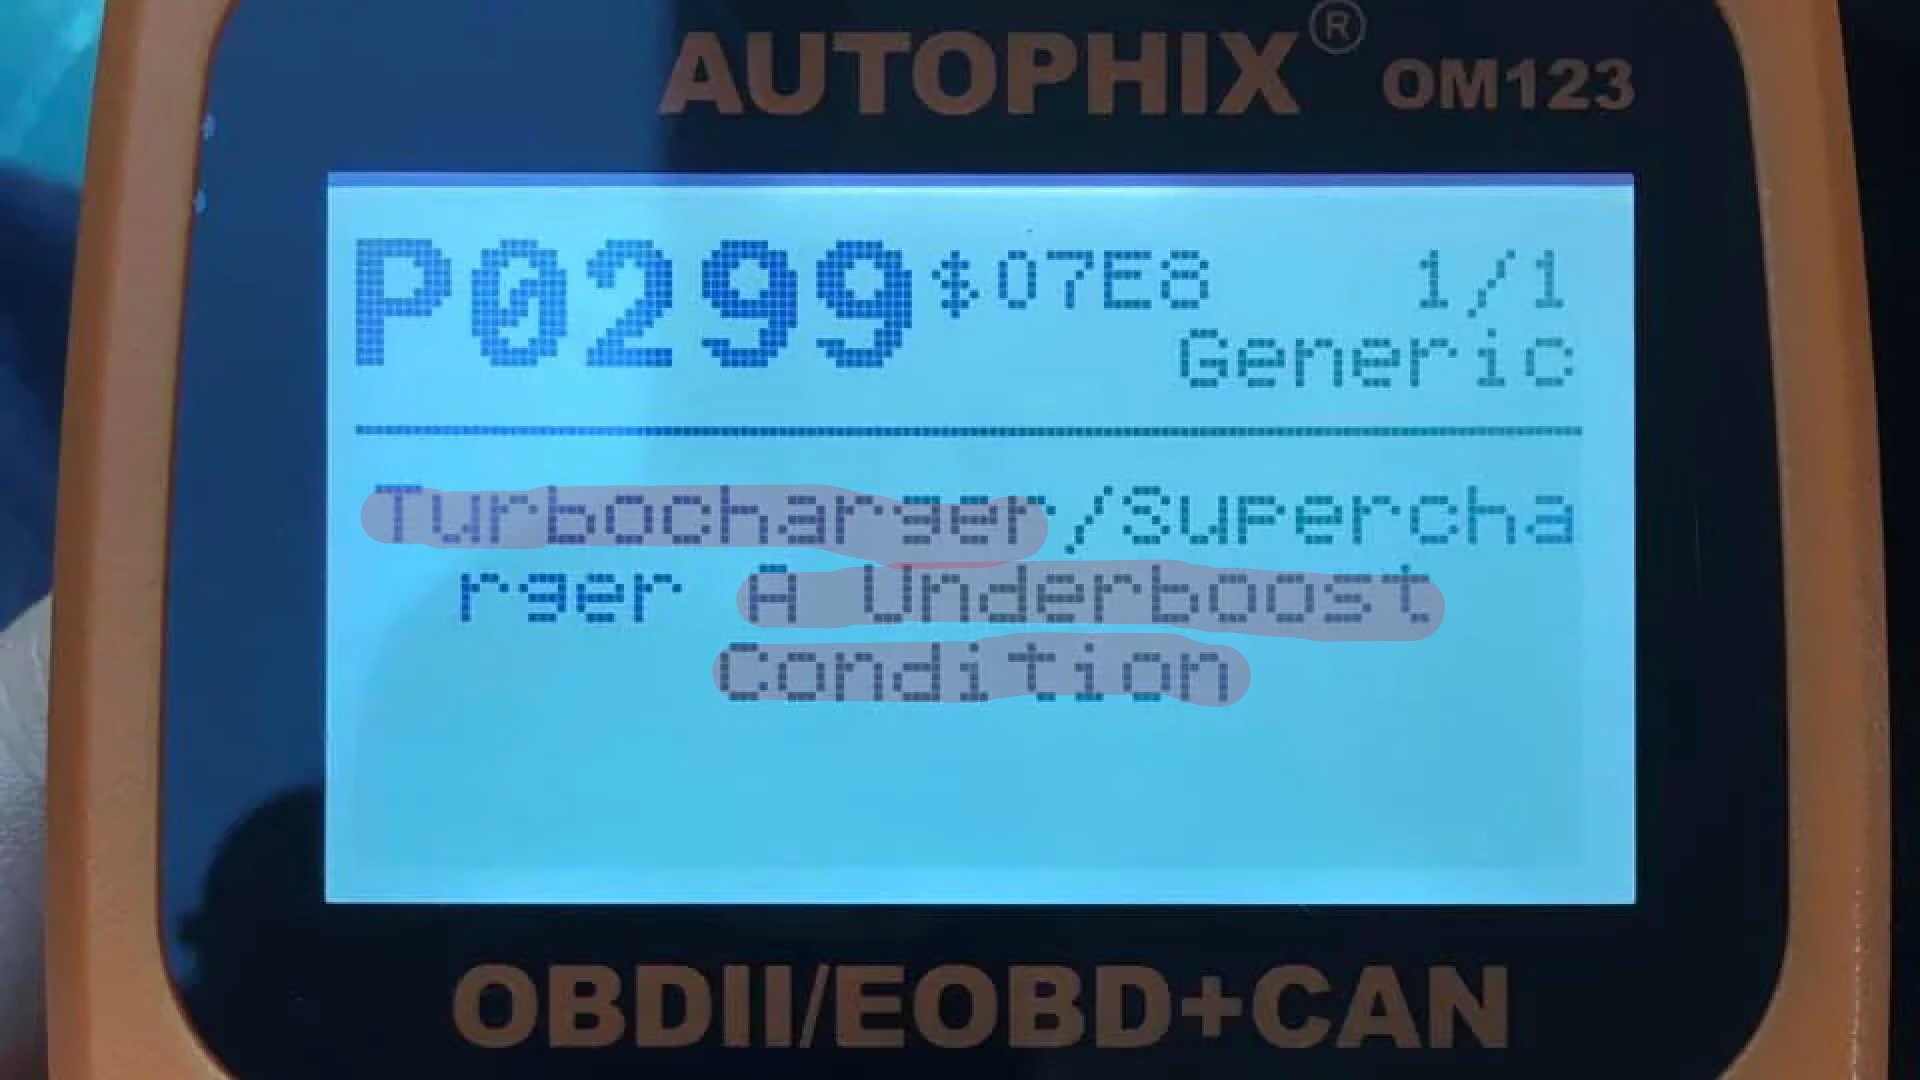 AUTOPHIX® OM123
P0299 $07E8 1/1
Generic
Turbocharger/Supercha
rger A Underboost
Condition
OBDII/EOBD+CAN